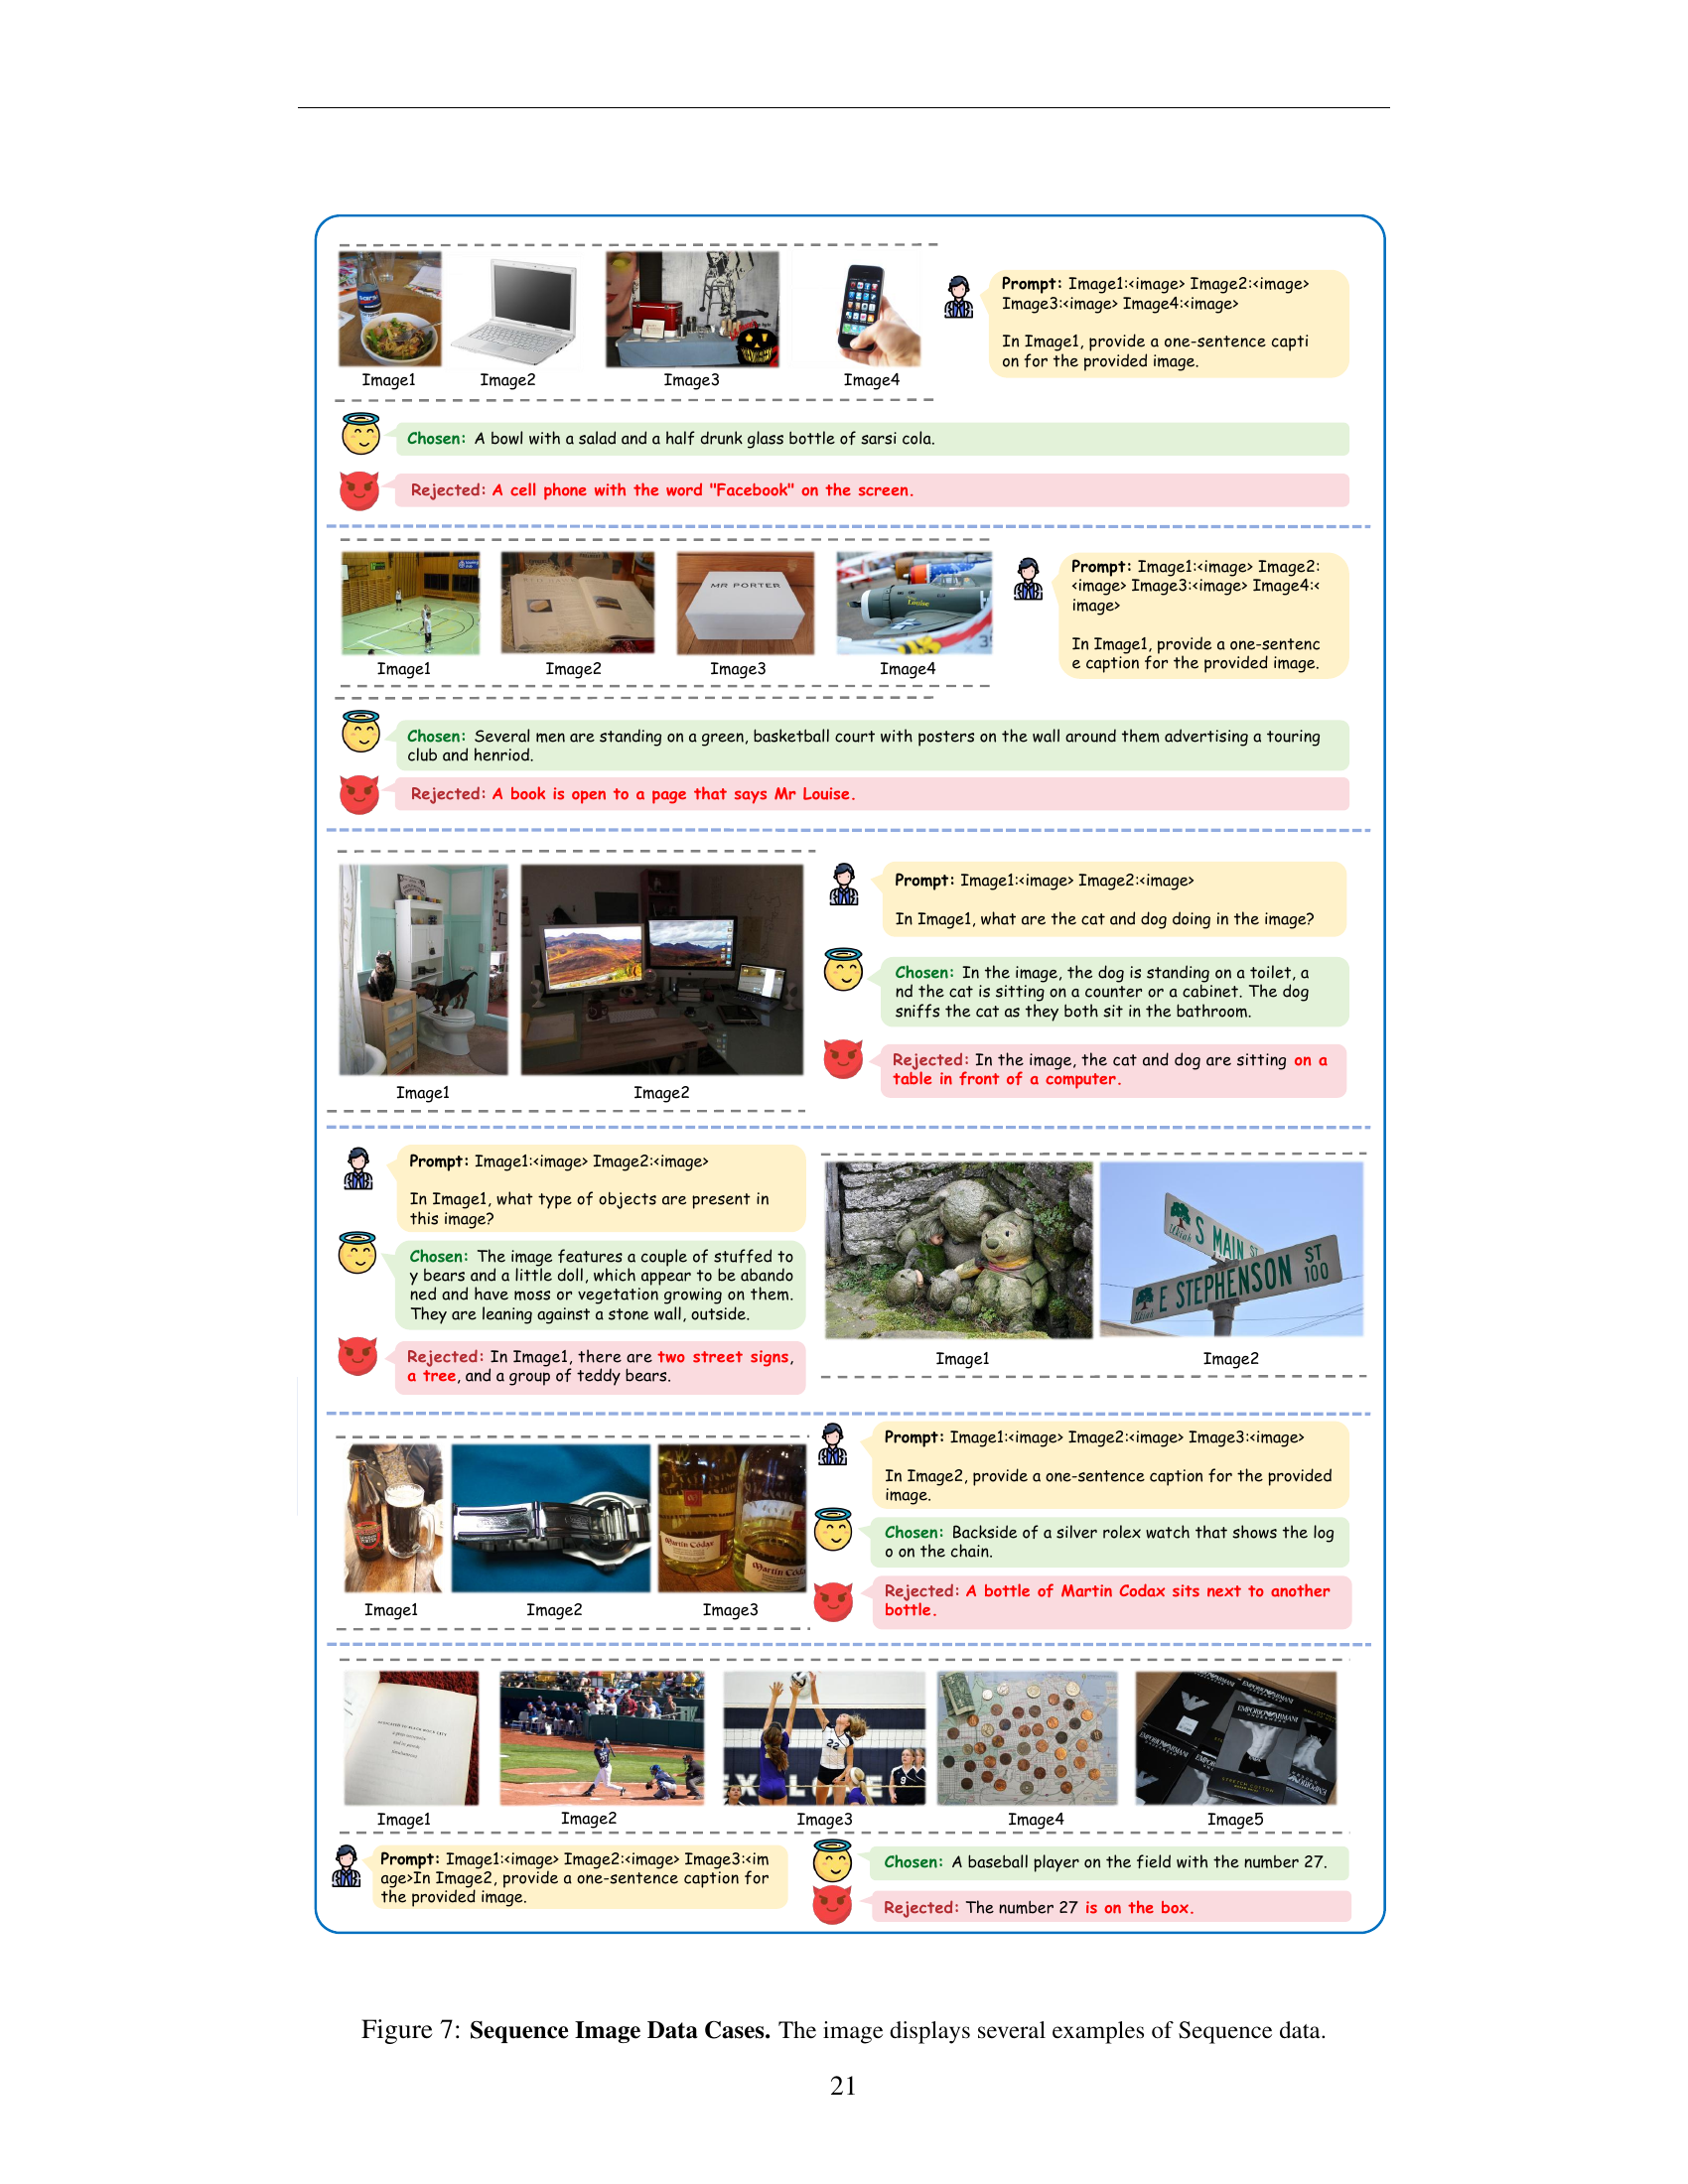 Image1
Image2
Image3
Image4
Prompt: Image1:<image> Image2:<image>
Image3:<image> Image4:<image>
In Image1, provide a one-sentence capti
on for the provided image.
Chosen: A bowl with a salad and a half drunk glass bottle of sarsi cola.
Rejected: A cell phone with the word "Facebook" on the screen.
MR PORTER
Louise
Image1
Image2
Image3
Image4
Prompt: Image1:<image> Image2:
<image> Image3:<image> Image4:<
image>
In Image1, provide a one-sentenc
e caption for the provided image.
Chosen: Several men are standing on a green, basketball court with posters on the wall around them advertising a touring
club and henriod.
Rejected: A book is open to a page that says Mr Louise.
Image1
Image2
Prompt: Image1:<image> Image2:<image>
In Image1, what are the cat and dog doing in the image?
Chosen: In the image, the dog is standing on a toilet, a
nd the cat is sitting on a counter or a cabinet. The dog
sniffs the cat as they both sit in the bathroom.
Rejected: In the image, the cat and dog are sitting on a
table in front of a computer.
Prompt: Image1:<image> Image2:<image>
In Image1, what type of objects are present in
this image?
Chosen: The image features a couple of stuffed to
y bears and a little doll, which appear to be abando
ned and have moss or vegetation growing on them.
They are leaning against a stone wall, outside.
Rejected: In Image1, there are two street signs,
a tree, and a group of teddy bears.
S MAIN ST
Ukiah
E STEPHENSON ST
100
Image1
Image2
Martin Códax
Martin Códax
Image1
Image2
Image3
Prompt: Image1:<image> Image2:<image> Image3:<image>
In Image2, provide a one-sentence caption for the provided
image.
Chosen: Backside of a silver rolex watch that shows the log
o on the chain.
Rejected: A bottle of Martin Codax sits next to another
bottle.
22
9
EMPORIO ARMANI
UNDERWEAR
STRETCH COTTON
Image1
Image2
Image3
Image4
Image5
Prompt: Image1:<image> Image2:<image> Image3:<im
age>In Image2, provide a one-sentence caption for
the provided image.
Chosen: A baseball player on the field with the number 27.
Rejected: The number 27 is on the box.
Figure 7: Sequence Image Data Cases. The image displays several examples of Sequence data.
21